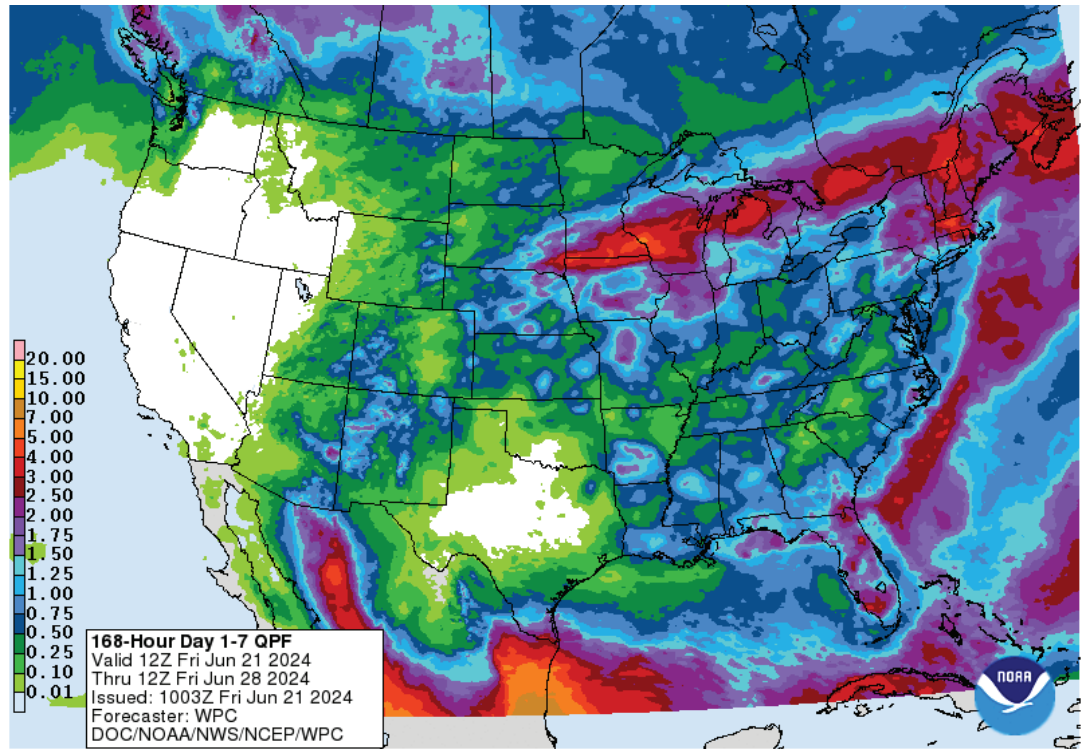 20.00
15.00
10.00
7.00
5.00
4.00
3.00
2.50
2.00
1.75
1.50
1.25
1.00
0.75
0.50
0.25
0.10
0.01
168-Hour Day 1-7 QPF
Valid 12Z Fri Jun 21 2024
Thru 12Z Fri Jun 28 2024
Issued: 1003Z Fri Jun 21 2024
Forecaster: WPC
DOC/NOAA/NWS/NCEP/WPC
NOAA